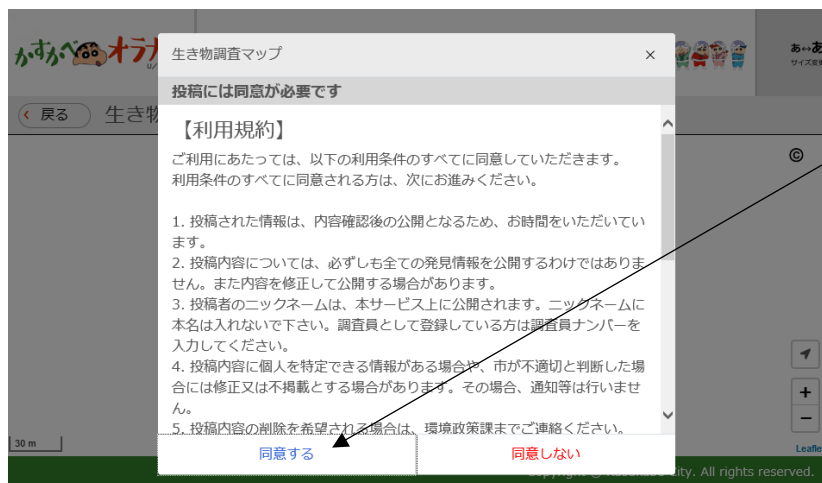 かすかべ オラナ
生き物調査マップ ×
あ⇔あ
サイズ変更
投稿には同意が必要です
戻る 生き物
【利用規約】
ご利用にあたっては、以下の利用条件のすべてに同意していただきます。
利用条件のすべてに同意される方は、次にお進みください。
©
1. 投稿された情報は、内容確認後の公開となるため、お時間をいただいてい
ます。
2. 投稿内容については、必ずしも全ての発見情報を公開するわけではありま
せん。また内容を修正して公開する場合があります。
3. 投稿者のニックネームは、本サービス上に公開されます。ニックネームに
本名は入れないで下さい。調査員として登録している方は調査員ナンバーを
入力してください。
4. 投稿内容に個人を特定できる情報がある場合や、市が不適切と判断した場
合には修正又は不掲載とする場合があります。その場合、通知等は行いませ
ん。
5. 投稿内容の削除を希望される場合は、環境政策課までご連絡ください。
+
−
30 m
同意する 同意しない
Leafle
Copyright © Kasukabe City. All rights reserved.